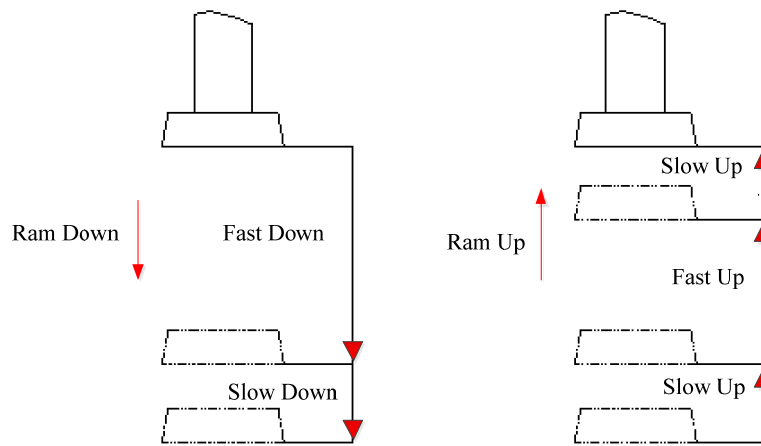 Ram Down
Fast Down
Slow Down
Slow Up
Ram Up
Fast Up
Slow Up